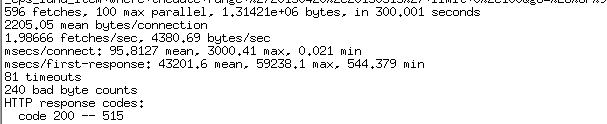 596 fetches, 100 max parallel, 1.31421e+06 bytes, in 300.001 seconds
2205.05 mean bytes/connection
1.98666 fetches/sec, 4380.69 bytes/sec
msecs/connect: 95.8127 mean, 3000.41 max, 0.021 min
msecs/first-response: 43201.6 mean, 59238.1 max, 544.379 min
81 timeouts
240 bad byte counts
HTTP response codes:
code 200 -- 515